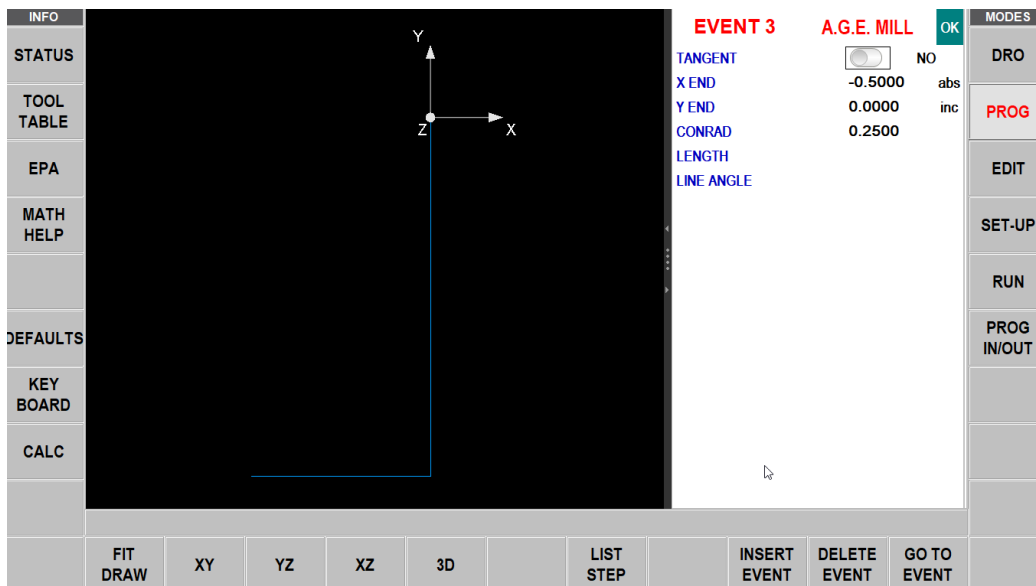 INFO
STATUS
TOOL
TABLE
EPA
MATH
HELP
DEFAULTS
KEY
BOARD
CALC
Y
Z
X
EVENT 3 A.G.E. MILL OK
TANGENT NO
X END -0.5000 abs
Y END 0.0000 inc
CONRAD 0.2500
LENGTH
LINE ANGLE
MODES
DRO
PROG
EDIT
SET-UP
RUN
PROG
IN/OUT
FIT
DRAW
XY
YZ
XZ
3D
LIST
STEP
INSERT
EVENT
DELETE
EVENT
GO TO
EVENT